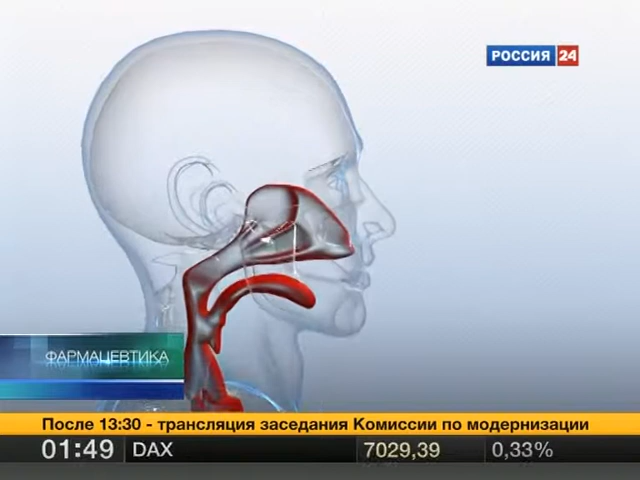 РОССИЯ 24
ФАРМАЦЕВТИКА
После 13:30 - трансляция заседания Комиссии по модернизации
01:49 DAX 7029,39 0,33%